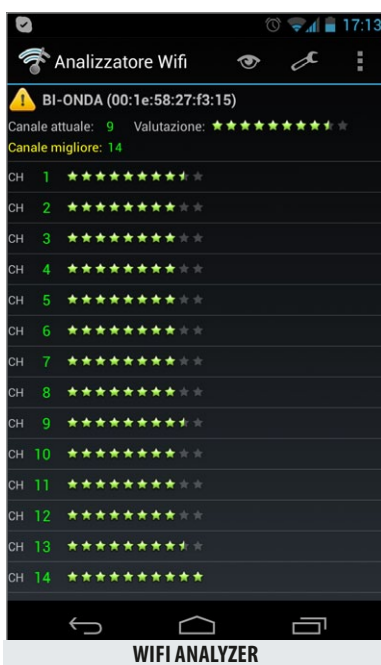 17:13
Analizzatore Wifi
BI-ONDA (00:1e:58:27:f3:15)
Canale attuale: 9 Valutazione:
Canale migliore: 14
CH 1
CH 2
CH 3
CH 4
CH 5
CH 6
CH 7
CH 8
CH 9
CH 10
CH 11
CH 12
CH 13
CH 14
WIFI ANALYZER